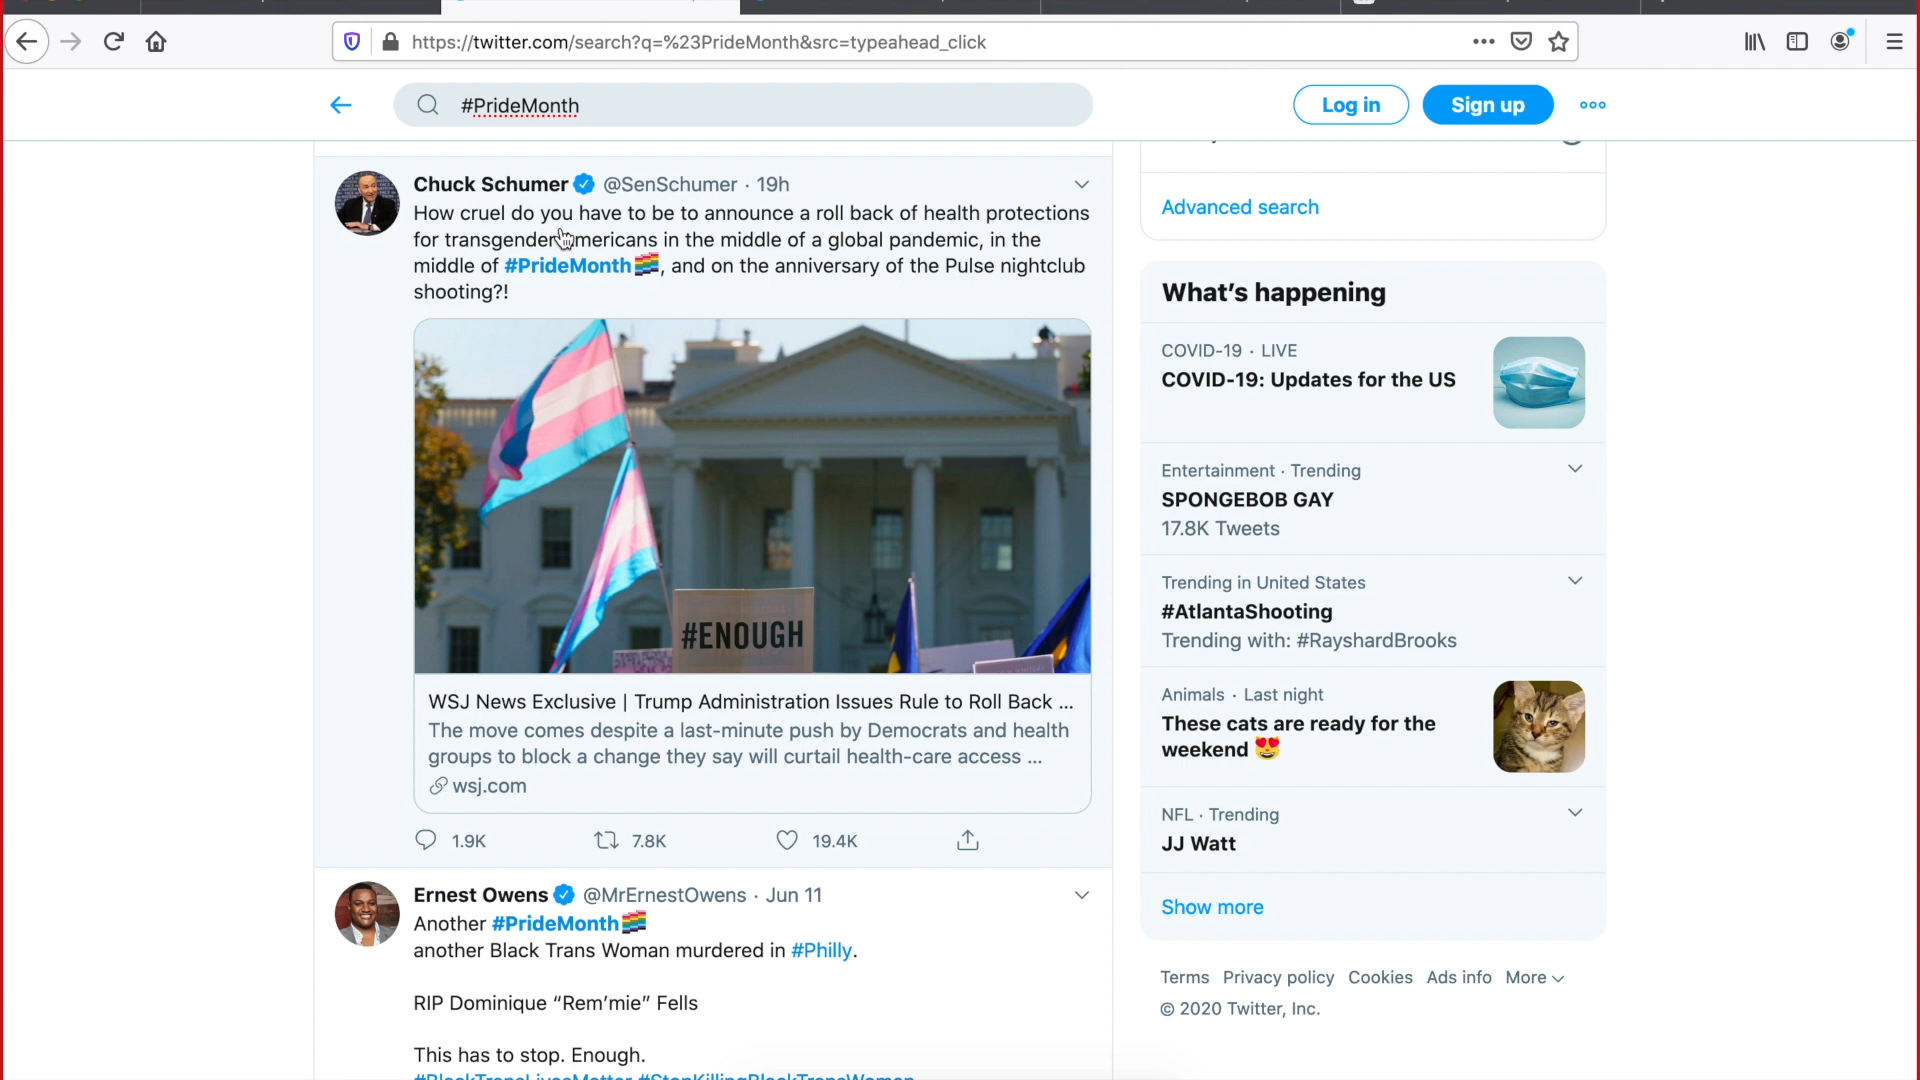 https://twitter.com/search?q=%23PrideMonth&src=typeahead_click
#PrideMonth
Log in
Sign up
Chuck Schumer @SenSchumer · 19h
How cruel do you have to be to announce a roll back of health protections
for transgender Americans in the middle of a global pandemic, in the
middle of #PrideMonth, and on the anniversary of the Pulse nightclub
shooting?!
#ENOUGH
WSJ News Exclusive | Trump Administration Issues Rule to Roll Back ...
The move comes despite a last-minute push by Democrats and health
groups to block a change they say will curtail health-care access ...
wsj.com
1.9K
7.8K
19.4K
Ernest Owens @MrErnestOwens · Jun 11
Another #PrideMonth
another Black Trans Woman murdered in #Philly.
RIP Dominique “Rem’mie” Fells
This has to stop. Enough.
#BlackTransLivesMatter #StopKillingBlackTransWomen
Advanced search
What’s happening
COVID-19 · LIVE
COVID-19: Updates for the US
Entertainment · Trending
SPONGEBOB GAY
17.8K Tweets
Trending in United States
#AtlantaShooting
Trending with: #RayshardBrooks
Animals · Last night
These cats are ready for the
weekend 😻
NFL · Trending
JJ Watt
Show more
Terms Privacy policy Cookies Ads info More
© 2020 Twitter, Inc.